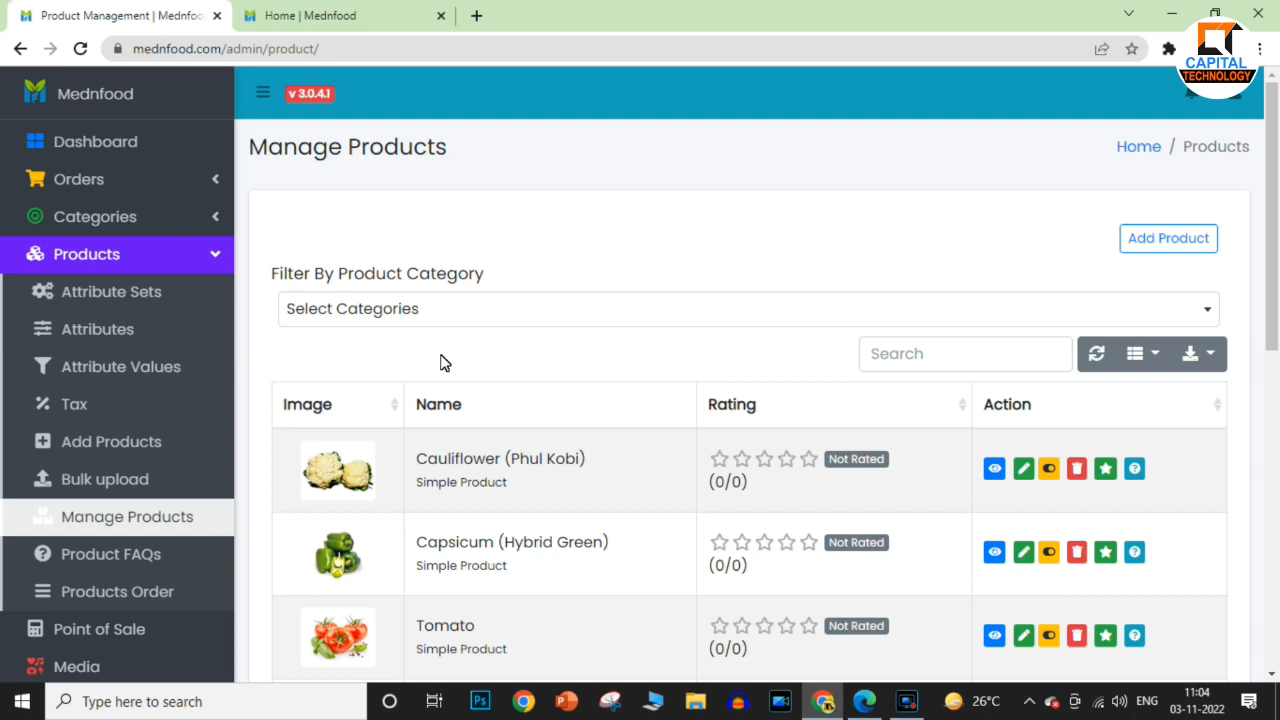 Product Management | Mednfoo
Home | Mednfood
mednfood.com/admin/product/
CAPITAL
TECHNOLOGY
Mednfood
v 3.0.4.1
Dashboard
Manage Products
Home / Products
Orders
Categories
Products
Add Product
Attribute Sets
Filter By Product Category
Attributes
Select Categories
Attribute Values
Search
Tax
Image
Name
Rating
Action
Add Products
Cauliflower (Phul Kobi)
Not Rated
Simple Product
(0/0)
Bulk upload
Manage Products
Capsicum (Hybrid Green)
Not Rated
Simple Product
(0/0)
Product FAQs
Products Order
Tomato
Not Rated
Simple Product
(0/0)
Point of Sale
Media
Type here to search
Ps
26°C
ENG
11:04
03-11-2022